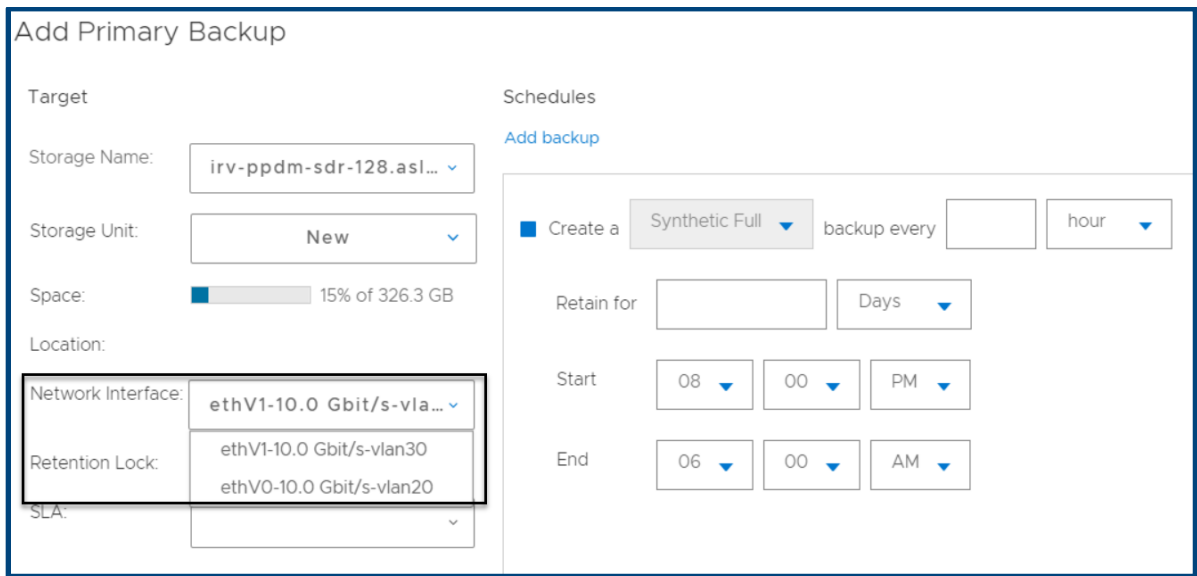 Add Primary Backup
Target
Storage Name:
irv-ppdm-sdr-128.asl...
Storage Unit:
New
Space:
15% of 326.3 GB
Location:
Network Interface:
ethV1-10.0 Gbit/s-vla...
ethV1-10.0 Gbit/s-vlan30
Retention Lock:
ethV0-10.0 Gbit/s-vlan20
SLA:
Schedules
Add backup
Create a Synthetic Full backup every hour
Retain for Days
Start 08 00 PM
End 06 00 AM